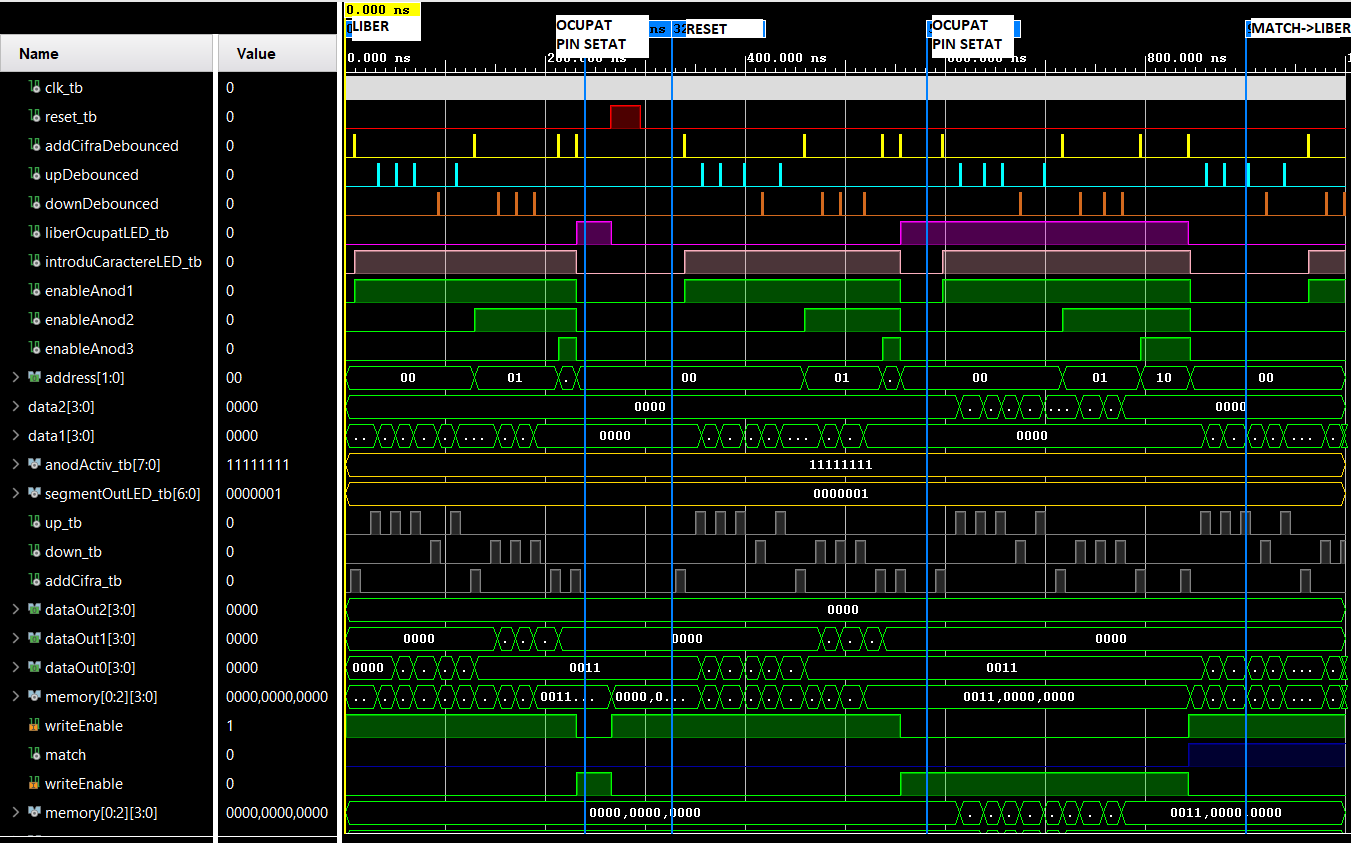 0.000 ns
LIBER
OCUPAT
PIN SETAT
ns 32
RESET
OCUPAT
PIN SETAT
MATCH->LIBER
0.000 ns
400.000 ns
800.000 ns
Name Value
clk_tb 0
reset_tb 0
addCifraDebounced 0
upDebounced 0
downDebounced 0
liberOcupatLED_tb 0
introduCaractereLED_tb 0
enableAnod1 0
enableAnod2 0
enableAnod3 0
address[1:0] 00 00 01 . 00 01 . 00 01 10 00
data2[3:0] 0000 0000 . . . . ... . . 0000
data1[3:0] 0000 .. . . . . ... . . 0000 . . . ... . . 0000 . . . ... .
anodActiv_tb[7:0] 11111111 11111111
segmentOutLED_tb[6:0] 0000001 0000001
up_tb 0
down_tb 0
addCifra_tb 0
dataOut2[3:0] 0000 0000
dataOut1[3:0] 0000 0000 . . . 0000 . . . 0000
dataOut0[3:0] 0000 0000 . . . . 0011 . . . . . 0011 . . . ... .
memory[0:2][3:0] 0000,0000,0000 .. . . . . . . . . 0011... 0000,0... . . . . . . . . 0011,0000,0000 . . . . ... .
writeEnable 1
match 0
writeEnable 0
memory[0:2][3:0] 0000,0000,0000 0000,0000,0000 . . . . . . . . 0011,0000,0000